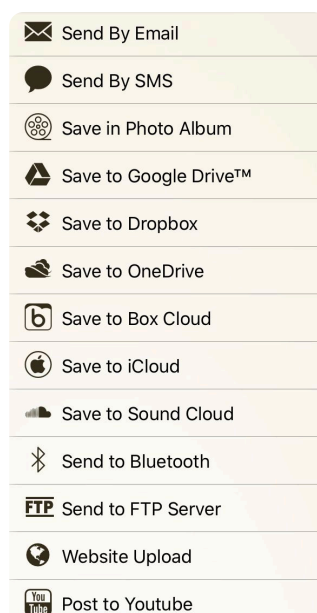 Send By Email
Send By SMS
Save in Photo Album
Save to Google Drive™
Save to Dropbox
Save to OneDrive
b Save to Box Cloud
Save to iCloud
Save to Sound Cloud
Send to Bluetooth
FTP Send to FTP Server
Website Upload
You Tube Post to Youtube